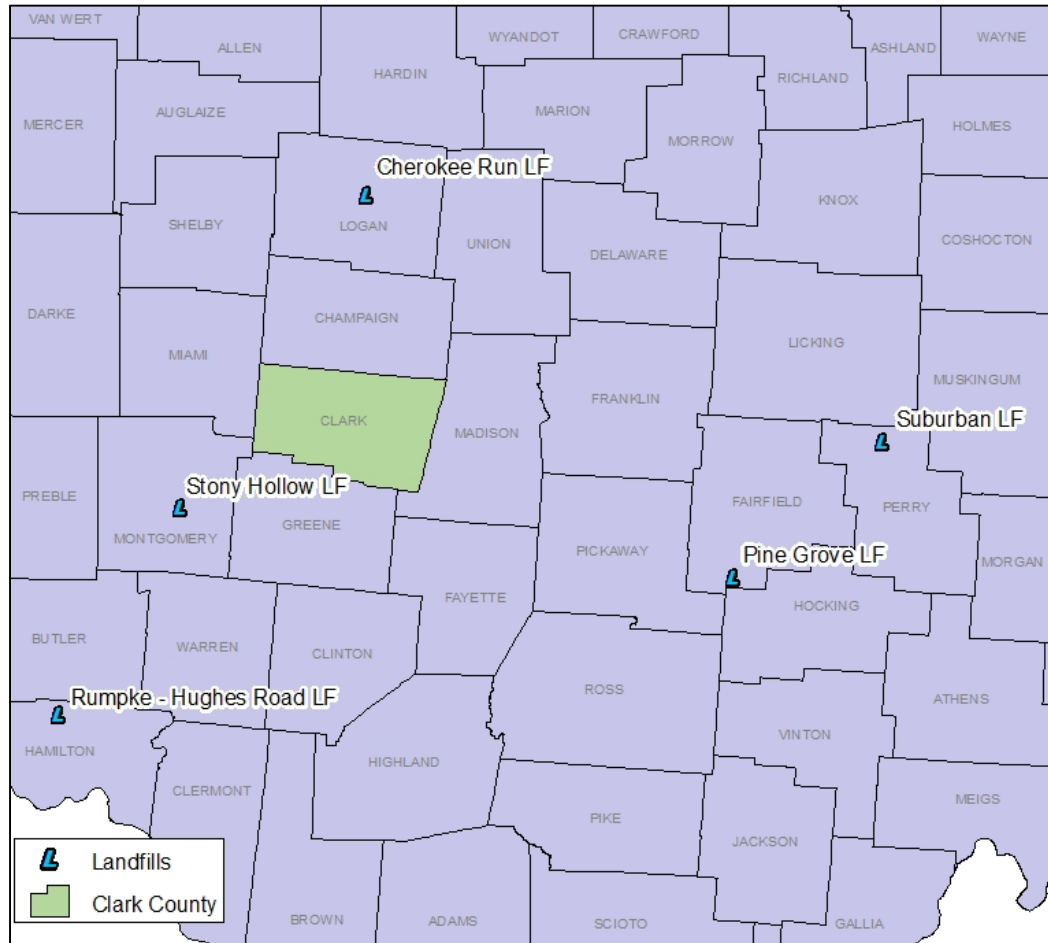 VAN WERT
ALLEN
WYANDOT
CRAWFORD
ASHLAND
WAYNE
HARDIN
RICHLAND
AUGLAIZE
MARION
MERCER
HOLMES
MORROW
Cherokee Run LF
KNOX
SHELBY
LOGAN
UNION
COSHOCTON
DELAWARE
DARKE
CHAMPAIGN
LICKING
MIAMI
MUSKINGUM
FRANKLIN
CLARK
MADISON
Suburban LF
Stony Hollow LF
PREBLE
GREENE
FAIRFIELD
PERRY
MONTGOMERY
PICKAWAY
Pine Grove LF
MORGAN
FAYETTE
HOCKING
BUTLER
WARREN
CLINTON
ROSS
ATHENS
Rumpke - Hughes Road LF
VINTON
HAMILTON
HIGHLAND
CLERMONT
MEIGS
PIKE
JACKSON
L Landfills
Clark County
BROWN
ADAMS
SCIOTO
GALLIA